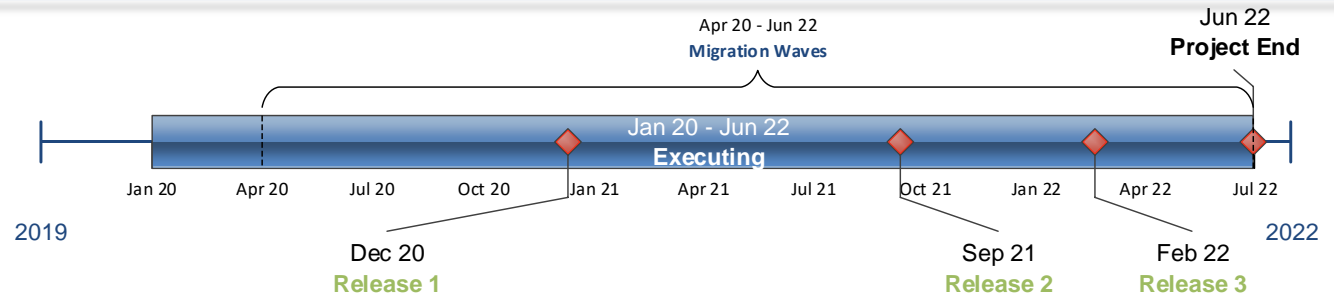 Apr 20 - Jun 22
Migration Waves
Jun 22
Project End
Jan 20 - Jun 22
Executing
Jan 20 Apr 20 Jul 20 Oct 20 Jan 21 Apr 21 Jul 21 Oct 21 Jan 22 Apr 22 Jul 22
2019 2022
Dec 20 Sep 21 Feb 22
Release 1 Release 2 Release 3